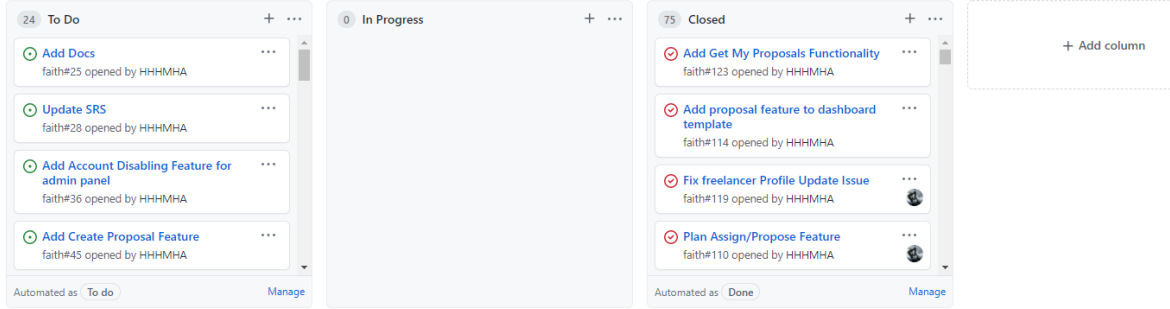 24 To Do
Add Docs
faith#25 opened by HHHMHA
Update SRS
faith#28 opened by HHHMHA
Add Account Disabling Feature for
admin panel
faith#36 opened by HHHMHA
Add Create Proposal Feature
faith#45 opened by HHHMHA
Automated as To do Manage
0 In Progress
75 Closed
Add Get My Proposals Functionality
faith#123 opened by HHHMHA
Add proposal feature to dashboard
template
faith#114 opened by HHHMHA
Fix freelancer Profile Update Issue
faith#119 opened by HHHMHA
Plan Assign/Propose Feature
faith#110 opened by HHHMHA
Automated as Done Manage
+ Add column